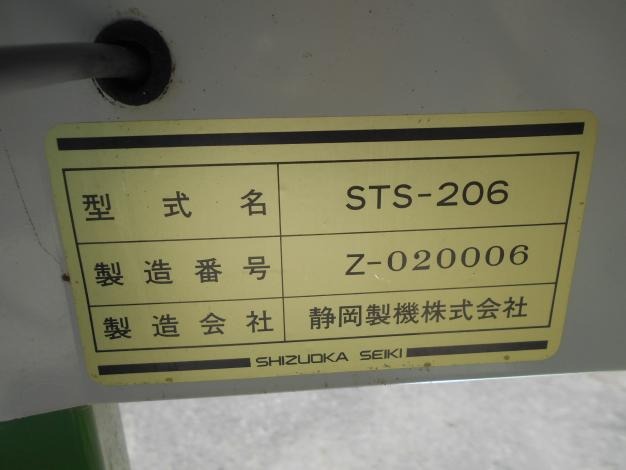 型式名 STS-206
製造番号 Z-020006
製造会社 静岡製機株式会社
SHIZUOKA SEIKI